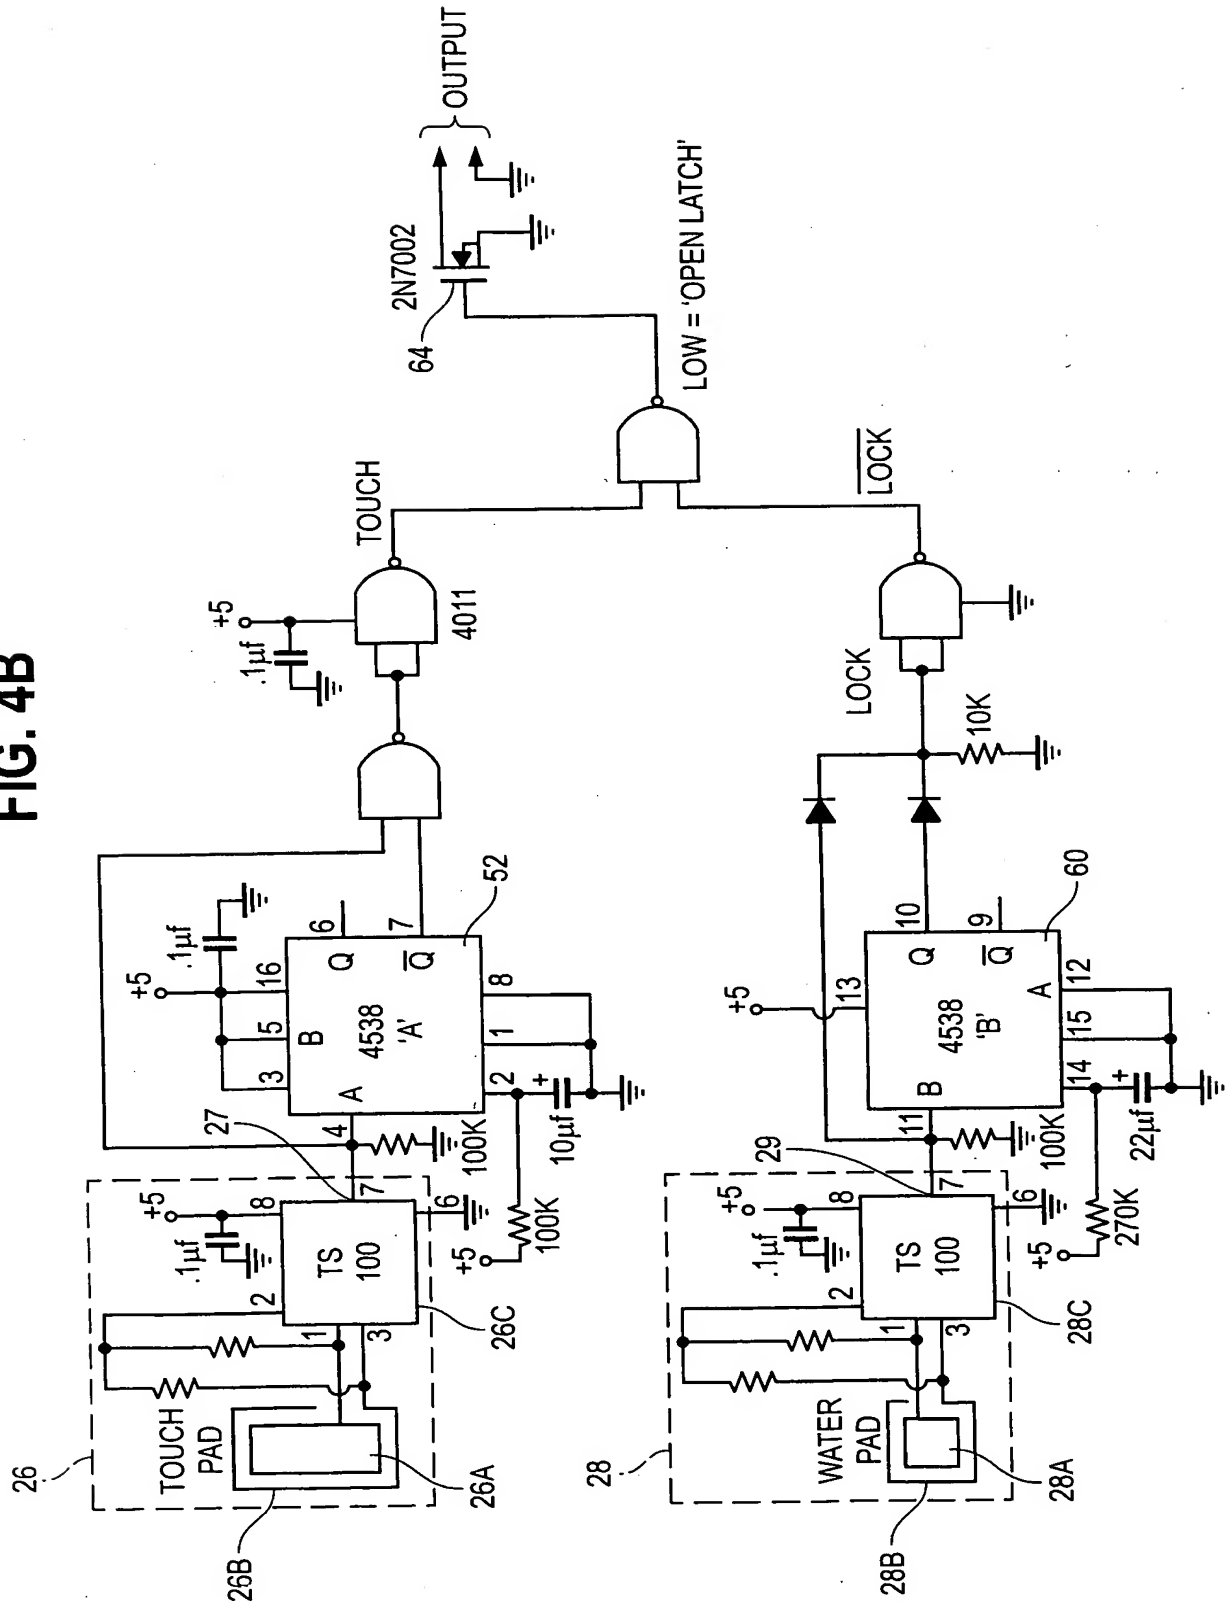 FIG. 4B
OUTPUT
2N7002
64
LOW = 'OPEN LATCH'
TOUCH
LOCK
+5
.1µf
4011
LOCK
10K
52
+5
.1µf
16
5
3
B
A
Q
6
Q
7
4538
'A'
8
1
2
4
27
100K
10µf
+
+5
100K
60
+5
13
10
Q
9
Q
4538
'B'
B
A
12
15
14
11
29
100K
22µf
+
+5
270K
26
+5
.1µf
8
7
6
TS
100
2
1
3
26C
TOUCH
PAD
26A
26B
28
+5
.1µf
8
7
6
TS
100
2
1
3
28C
WATER
PAD
28A
28B